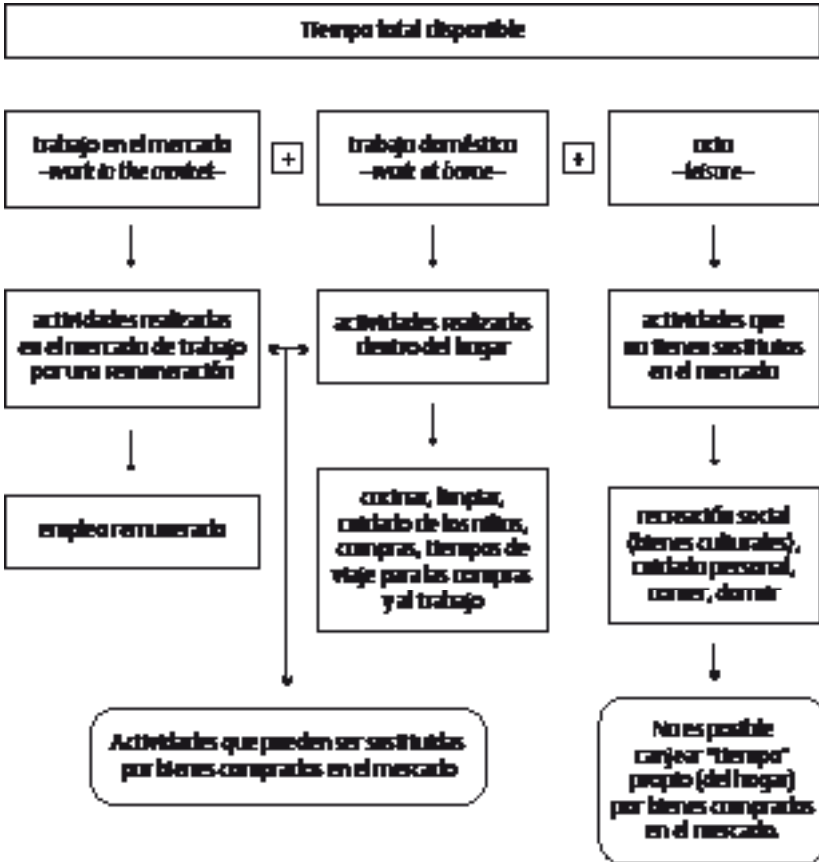 Tiempo total disponible
trabajo en el mercado
–work in the market–
+
trabajo doméstico
–work at home–
+
ocio
–leisure–
actividades realizadas
en el mercado de trabajo
por una remuneración
actividades realizadas
dentro del hogar
actividades que
no tienen sustitutos
en el mercado
empleo remunerado
cocinar, limpiar,
cuidado de los niños,
compras, tiempos de
viaje para las compras
y al trabajo
recreación social
(bienes culturales),
cuidado personal,
comer, dormir
Actividades que pueden ser sustituidas
por bienes comprados en el mercado
No es posible
canjear "tiempo"
propio (del hogar)
por bienes comprados
en el mercado.